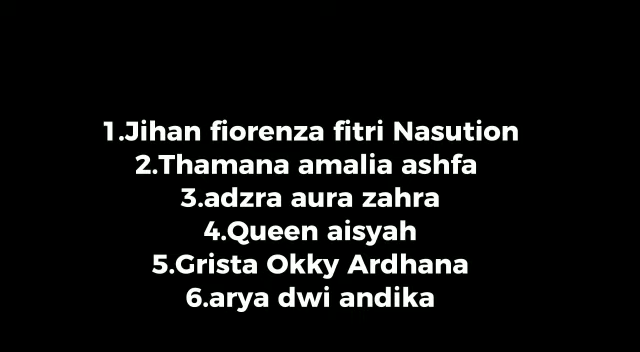 1.Jihan fiorenza fitri Nasution
2.Thamana amalia ashfa
3.adzra aura zahra
4.Queen aisyah
5.Grista Okky Ardhana
6.arya dwi andika